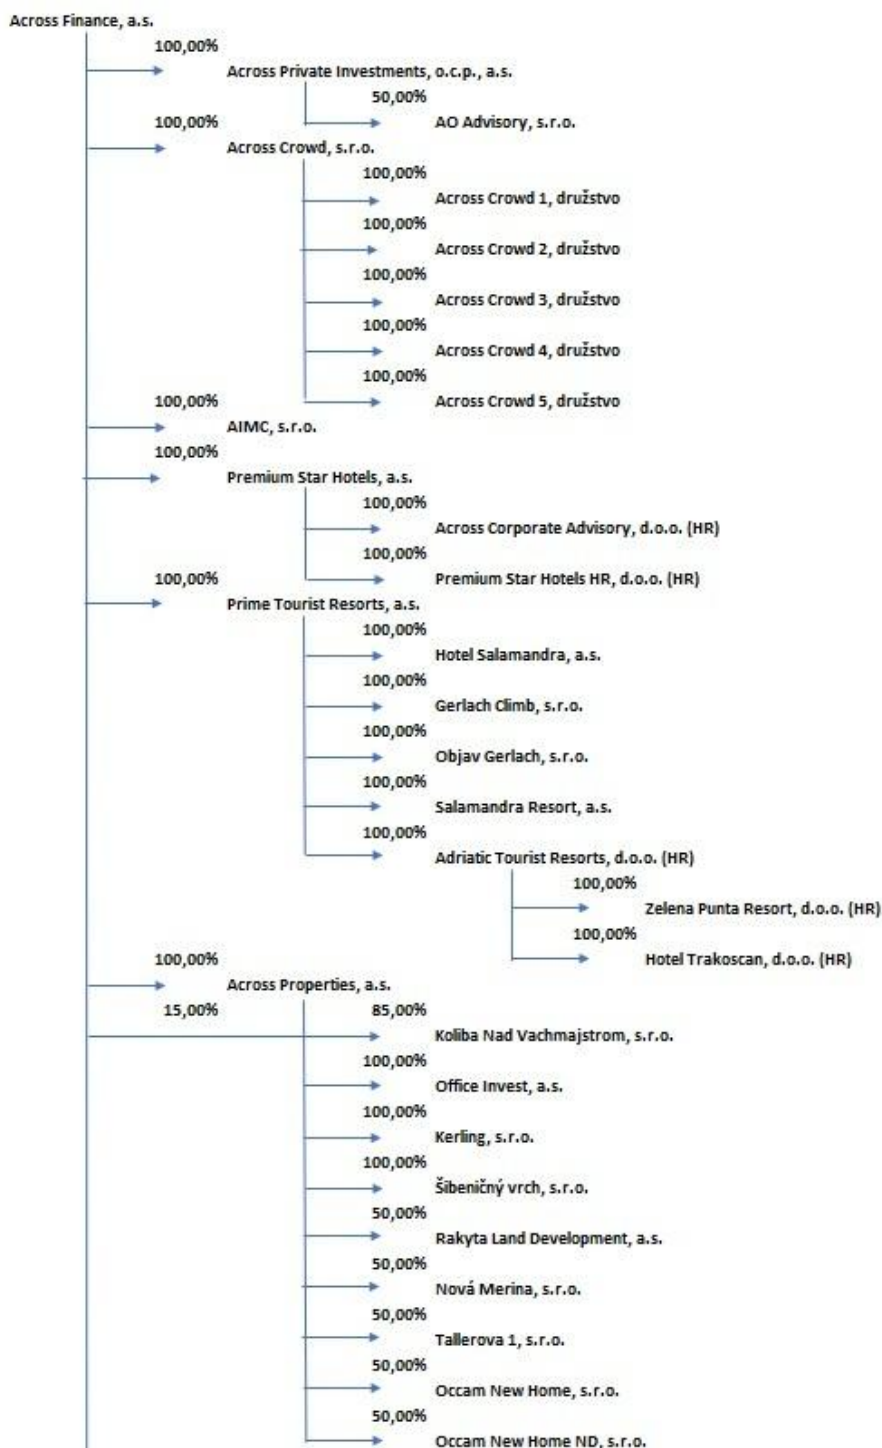 Across Finance, a.s.
100,00%
Across Private Investments, o.c.p., a.s.
50,00%
AO Advisory, s.r.o.
100,00%
Across Crowd, s.r.o.
100,00%
Across Crowd 1, družstvo
100,00%
Across Crowd 2, družstvo
100,00%
Across Crowd 3, družstvo
100,00%
Across Crowd 4, družstvo
100,00%
Across Crowd 5, družstvo
100,00%
AIMC, s.r.o.
100,00%
Premium Star Hotels, a.s.
100,00%
Across Corporate Advisory, d.o.o. (HR)
100,00%
Premium Star Hotels HR, d.o.o. (HR)
100,00%
Prime Tourist Resorts, a.s.
100,00%
Hotel Salamandra, a.s.
100,00%
Gerlach Climb, s.r.o.
100,00%
Objav Gerlach, s.r.o.
100,00%
Salamandra Resort, a.s.
100,00%
Adriatic Tourist Resorts, d.o.o. (HR)
100,00%
Zelena Punta Resort, d.o.o. (HR)
100,00%
Hotel Trakoscan, d.o.o. (HR)
100,00%
Across Properties, a.s.
15,00% 85,00%
Koliba Nad Vachmajstrom, s.r.o.
100,00%
Office Invest, a.s.
100,00%
Kerling, s.r.o.
100,00%
Šibeničný vrch, s.r.o.
50,00%
Rakyta Land Development, a.s.
50,00%
Nová Merina, s.r.o.
50,00%
Tallerova 1, s.r.o.
50,00%
Occam New Home, s.r.o.
50,00%
Occam New Home ND, s.r.o.